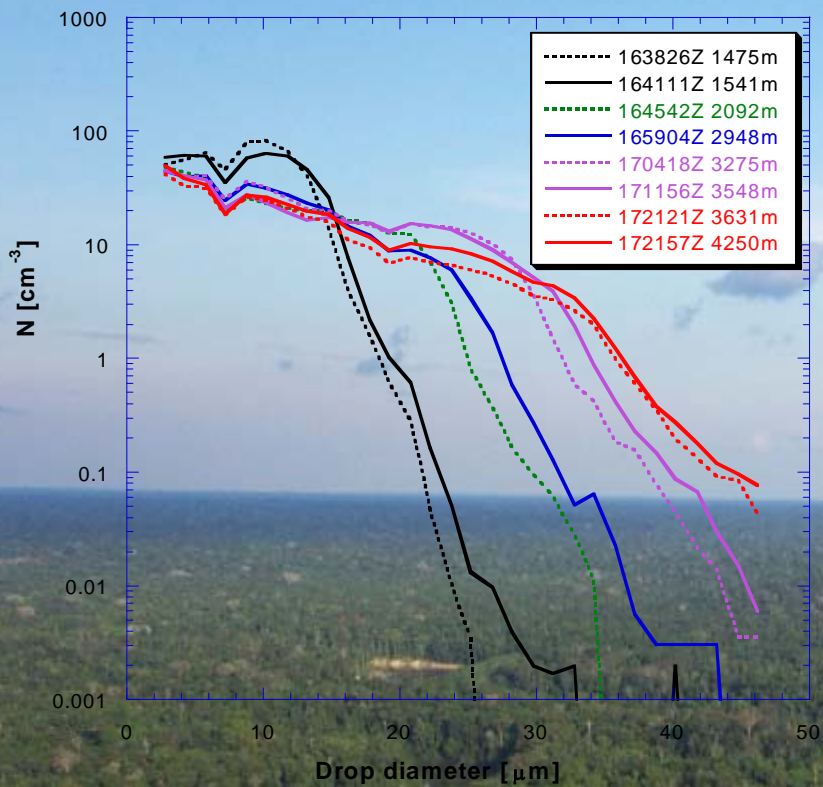 1000
100
10
1
0.1
0.01
0.001
N [cm-3]
163826Z 1475m
164111Z 1541m
164542Z 2092m
165904Z 2948m
170418Z 3275m
171156Z 3548m
172121Z 3631m
172157Z 4250m
0 10 20 30 40 50
Drop diameter [μm]